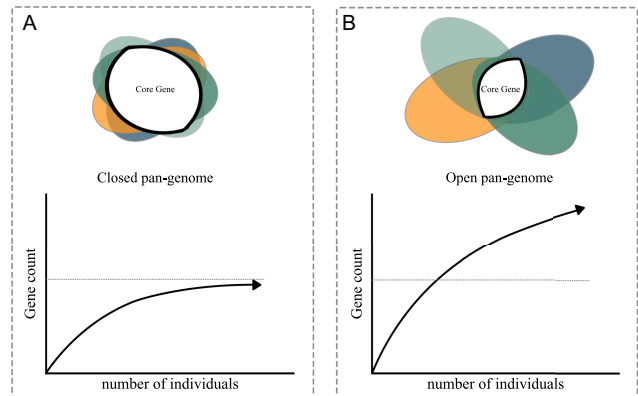 A
Core Gene
Closed pan-genome
Gene count
number of individuals
B
Core Gene
Open pan-genome
Gene count
number of individuals